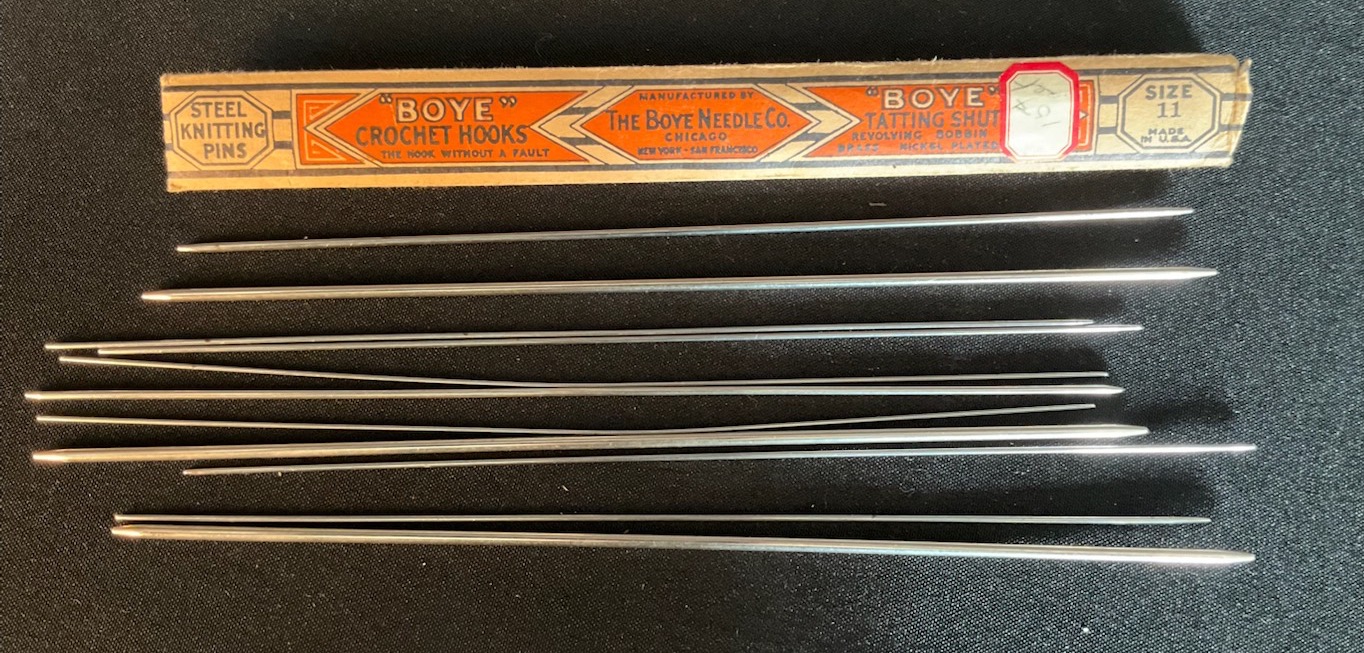 STEEL
KNITTING
PINS
"BOYE"
CROCHET HOOKS
THE HOOK WITHOUT A FAULT
MANUFACTURED BY
THE BOYE NEEDLE CO.
CHICAGO
NEW YORK - SAN FRANCISCO
"BOYE"
TATTING SHUT
REVOLVING BOBBIN
BRASS NICKEL PLATED
SIZE
11
MADE
IN U.S.A.